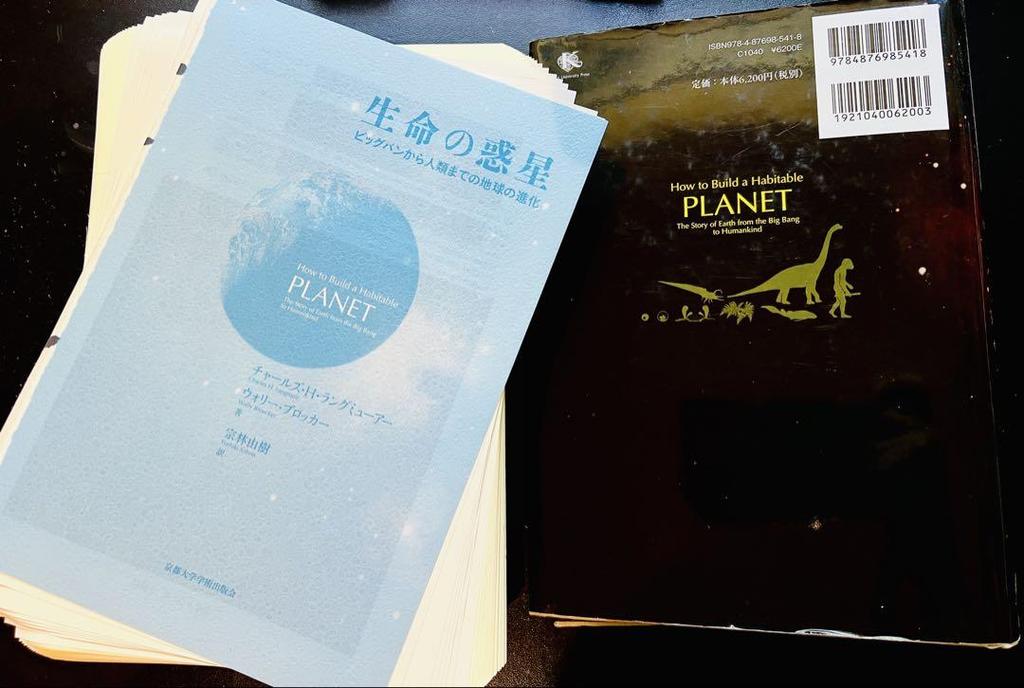 生命の惑星
ビッグバンから人類までの地球の進化
How to Build a Habitable
PLANET
The Story of Earth from the Big Bang
to Humankind
チャールズ・H・ラングミューアー
ウォリー・ブロッカー
著
宗林由樹
訳
京都大学学術出版会
University Press
ISBN978-4-87698-541-8
C1040 ¥6200E
定価：本体6,200円(税別)
9784876985418
1921040062003
How to Build a Habitable
PLANET
The Story of Earth from the Big Bang
to Humankind